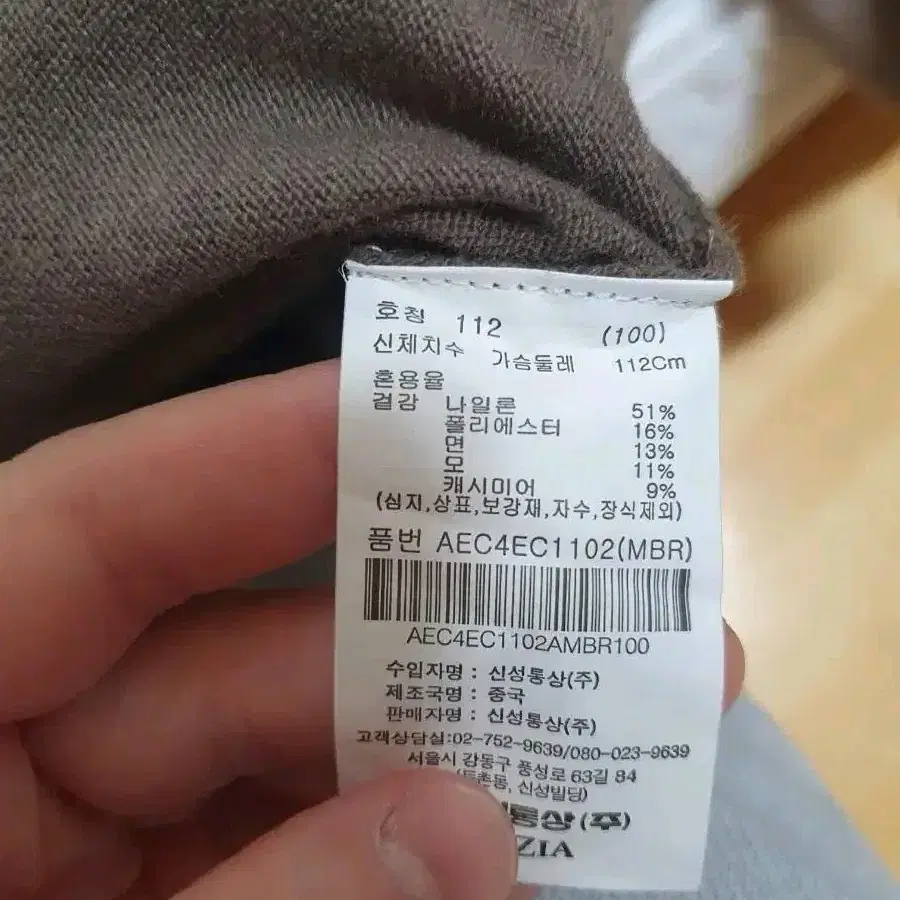 호칭 112 (100)
신체치수 가슴둘레 112Cm
혼용율
겉감 나일론 51%
폴리에스터 16%
면 13%
모 11%
캐시미어 9%
(심지,상표,보강재,자수,장식제외)
품번 AEC4EC1102(MBR)
AEC4EC1102AMBR100
수입자명 : 신성통상(주)
제조국명 : 중국
판매자명 : 신성통상(주)
고객상담실:02-752-9639/080-023-9639
서울시 강동구 풍성로 63길 84
신성빌딩)
통상(주)